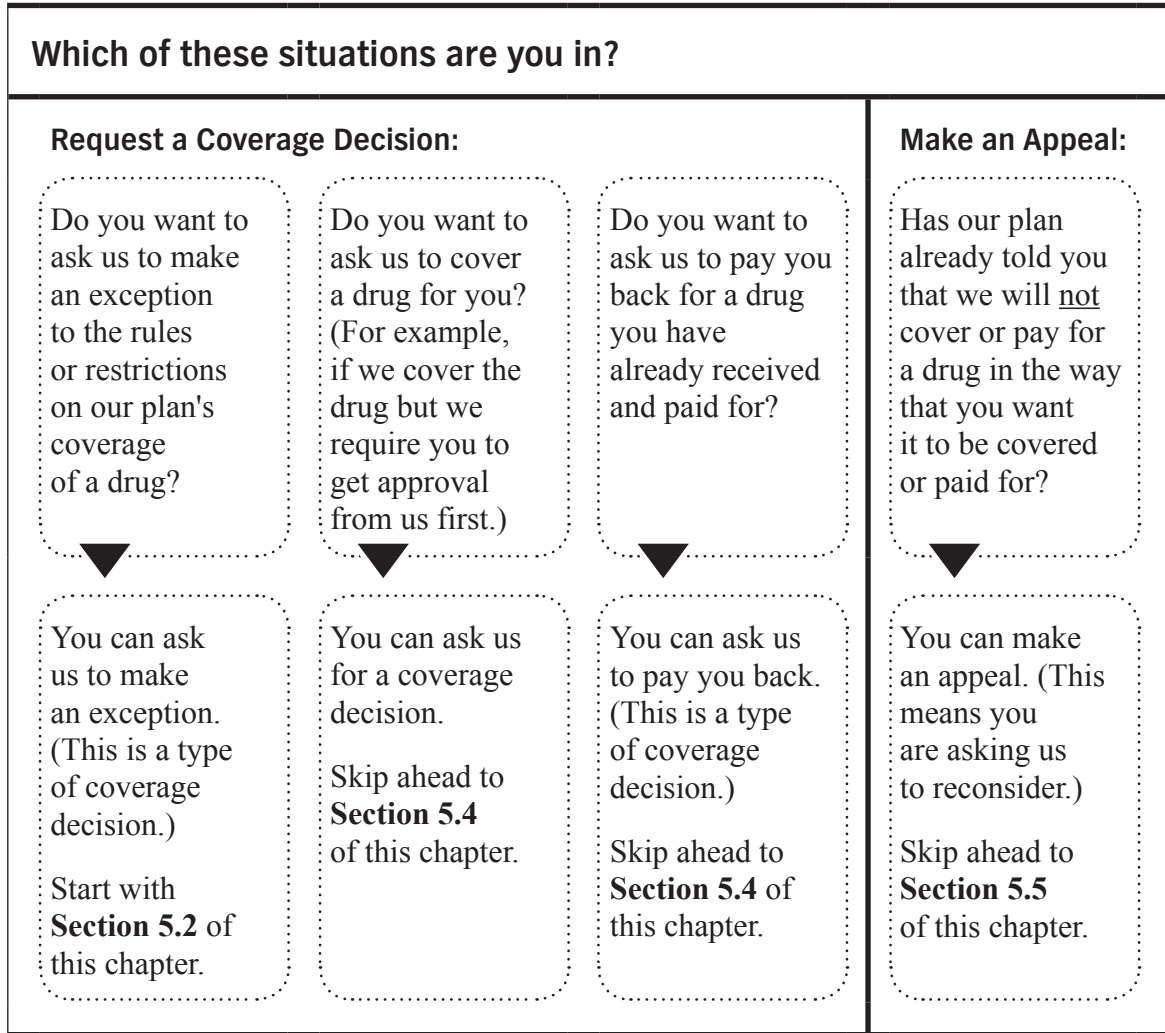 Which of these situations are you in?
Request a Coverage Decision:
Do you want to
ask us to make
an exception
to the rules
or restrictions
on our plan's
coverage
of a drug?
You can ask
us to make
an exception.
(This is a type
of coverage
decision.)
Start with
Section 5.2 of
this chapter.
Do you want to
ask us to cover
a drug for you?
(For example,
if we cover the
drug but we
require you to
get approval
from us first.)
You can ask us
for a coverage
decision.
Skip ahead to
Section 5.4
of this chapter.
Do you want to
ask us to pay you
back for a drug
you have
already received
and paid for?
You can ask us
to pay you back.
(This is a type
of coverage
decision.)
Skip ahead to
Section 5.4 of
this chapter.
Make an Appeal:
Has our plan
already told you
that we will not
cover or pay for
a drug in the way
that you want
it to be covered
or paid for?
You can make
an appeal. (This
means you
are asking us
to reconsider.)
Skip ahead to
Section 5.5
of this chapter.